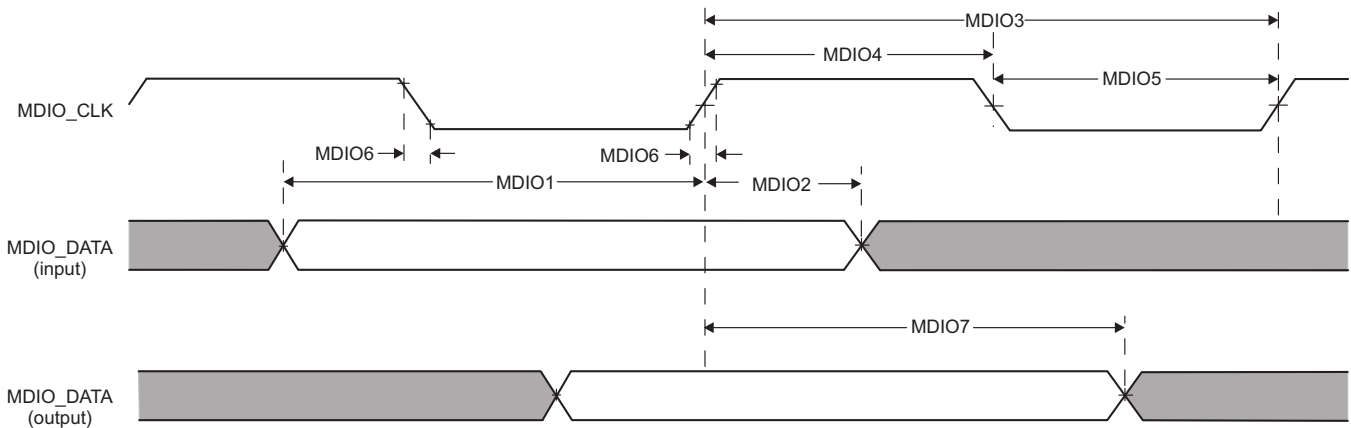 MDIO3
MDIO4
MDIO5
MDIO_CLK
MDIO6
MDIO6
MDIO1
MDIO2
MDIO_DATA
(input)
MDIO7
MDIO_DATA
(output)